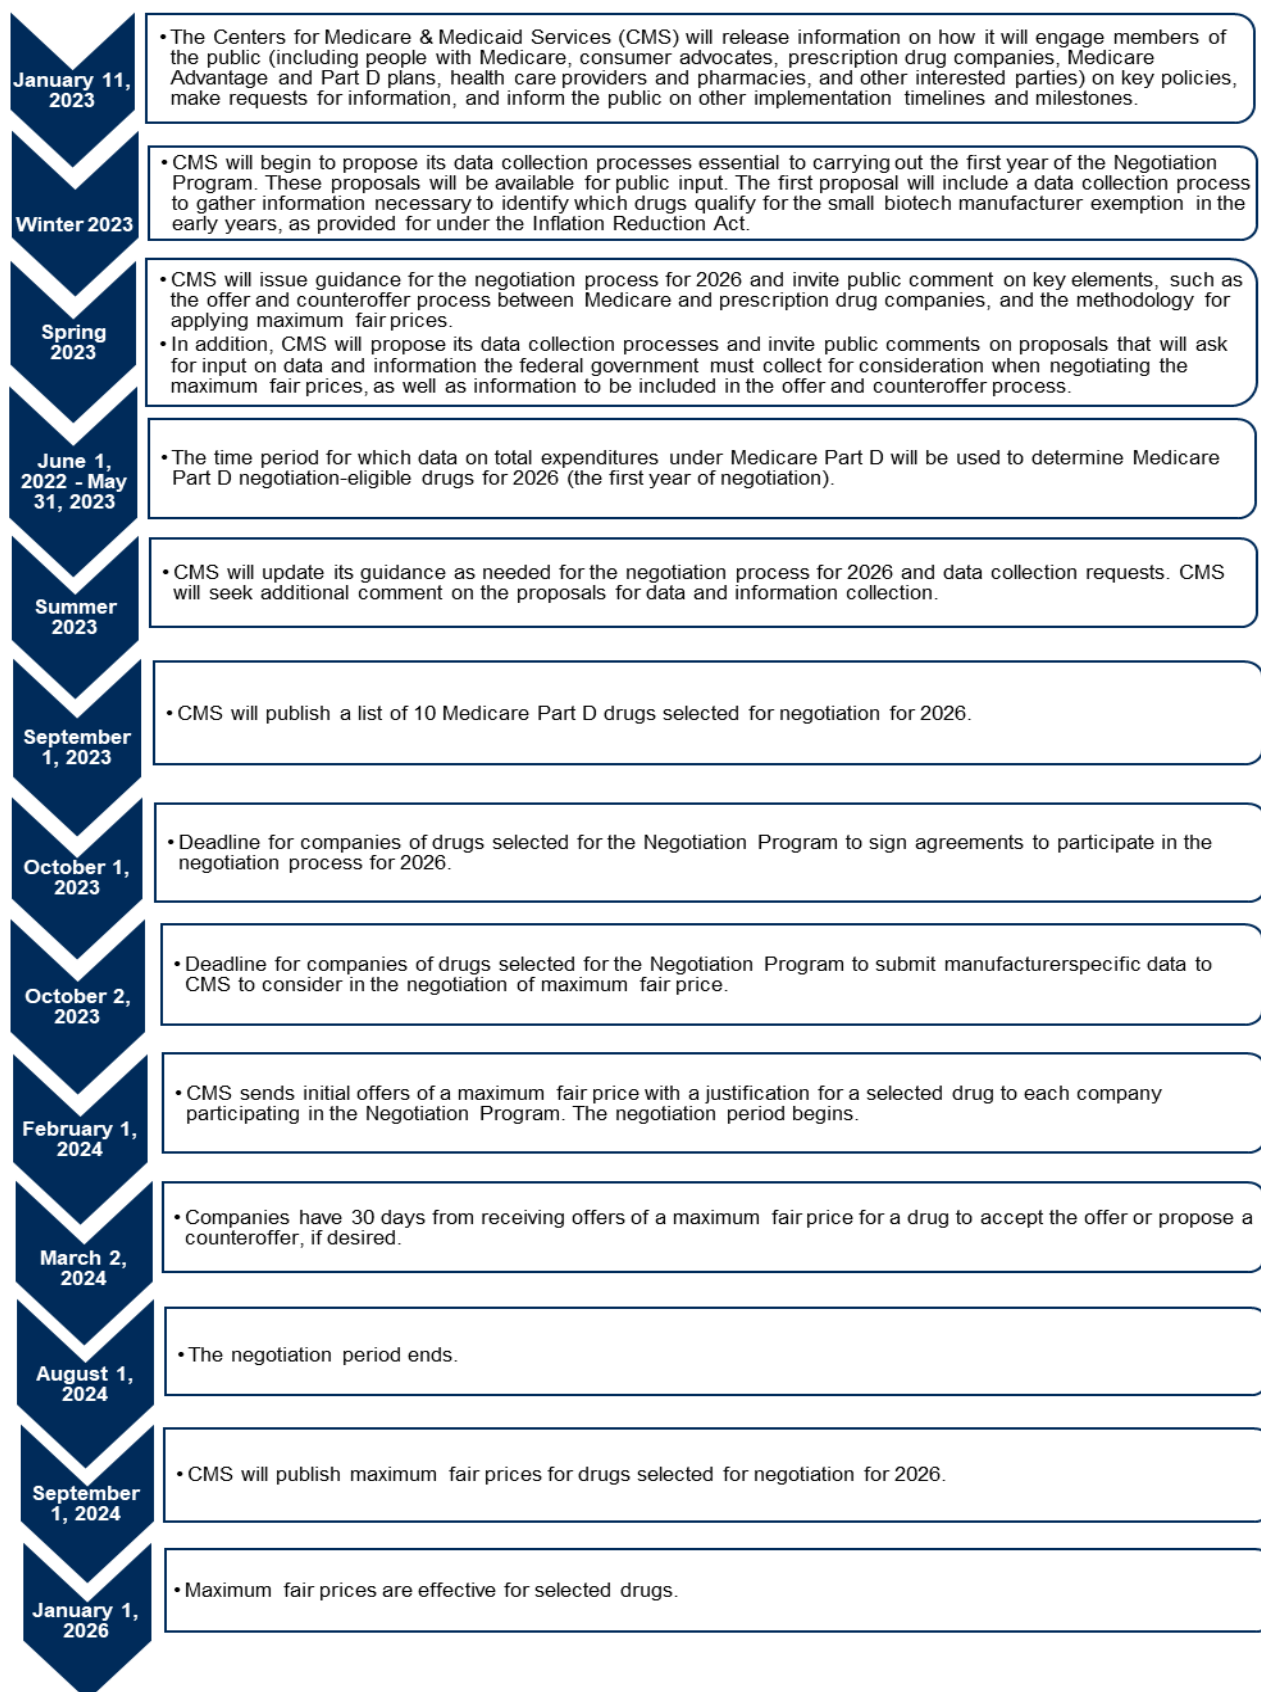 January 11,
2023
• The Centers for Medicare & Medicaid Services (CMS) will release information on how it will engage members of
the public (including people with Medicare, consumer advocates, prescription drug companies, Medicare
Advantage and Part D plans, health care providers and pharmacies, and other interested parties) on key policies,
make requests for information, and inform the public on other implementation timelines and milestones.
Winter 2023
• CMS will begin to propose its data collection processes essential to carrying out the first year of the Negotiation
Program. These proposals will be available for public input. The first proposal will include a data collection process
to gather information necessary to identify which drugs qualify for the small biotech manufacturer exemption in the
early years, as provided for under the Inflation Reduction Act.
Spring
2023
• CMS will issue guidance for the negotiation process for 2026 and invite public comment on key elements, such as
the offer and counteroffer process between Medicare and prescription drug companies, and the methodology for
applying maximum fair prices.
• In addition, CMS will propose its data collection processes and invite public comments on proposals that will ask
for input on data and information the federal government must collect for consideration when negotiating the
maximum fair prices, as well as information to be included in the offer and counteroffer process.
June 1,
2022 - May
31, 2023
• The time period for which data on total expenditures under Medicare Part D will be used to determine Medicare
Part D negotiation-eligible drugs for 2026 (the first year of negotiation).
Summer
2023
• CMS will update its guidance as needed for the negotiation process for 2026 and data collection requests. CMS
will seek additional comment on the proposals for data and information collection.
September
1, 2023
• CMS will publish a list of 10 Medicare Part D drugs selected for negotiation for 2026.
October 1,
2023
• Deadline for companies of drugs selected for the Negotiation Program to sign agreements to participate in the
negotiation process for 2026.
October 2,
2023
• Deadline for companies of drugs selected for the Negotiation Program to submit manufacturerspecific data to
CMS to consider in the negotiation of maximum fair price.
February 1,
2024
• CMS sends initial offers of a maximum fair price with a justification for a selected drug to each company
participating in the Negotiation Program. The negotiation period begins.
March 2,
2024
• Companies have 30 days from receiving offers of a maximum fair price for a drug to accept the offer or propose a
counteroffer, if desired.
August 1,
2024
• The negotiation period ends.
September
1, 2024
• CMS will publish maximum fair prices for drugs selected for negotiation for 2026.
January 1,
2026
• Maximum fair prices are effective for selected drugs.